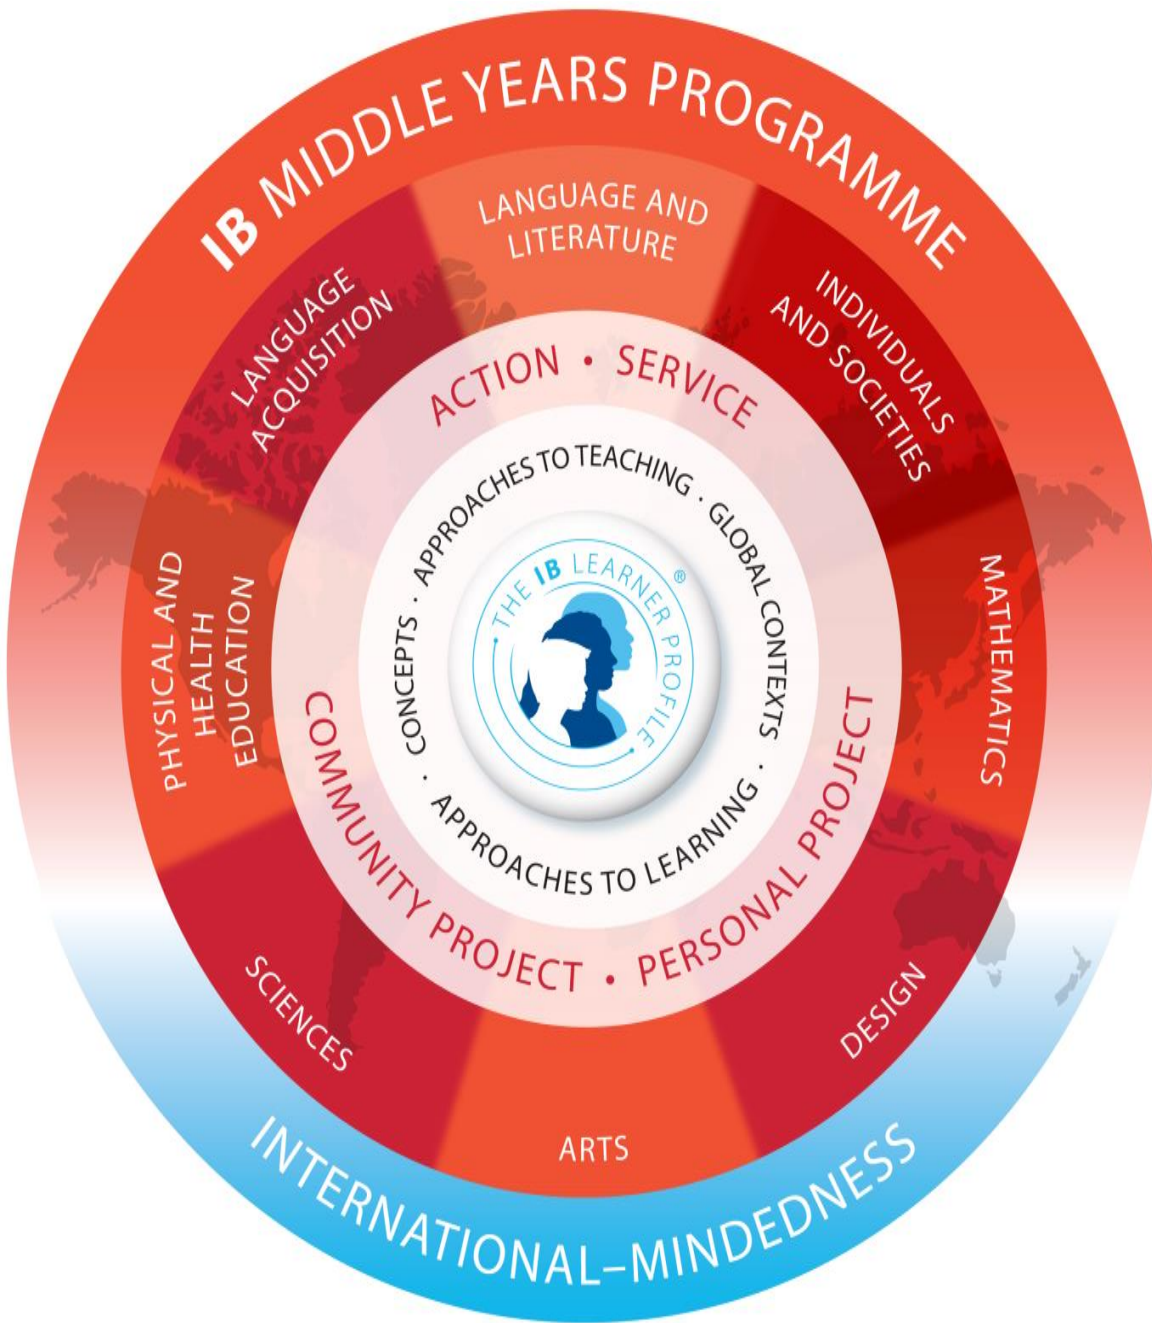 IB MIDDLE YEARS PROGRAMME
LANGUAGE AND
LITERATURE
INDIVIDUALS
AND SOCIETIES
MATHEMATICS
DESIGN
ARTS
SCIENCES
PHYSICAL AND
HEALTH
EDUCATION
LANGUAGE
ACQUISITION
ACTION • SERVICE
PERSONAL PROJECT
COMMUNITY PROJECT •
APPROACHES TO TEACHING ·
GLOBAL CONTEXTS ·
APPROACHES TO LEARNING
· CONCEPTS ·
• THE IB LEARNER PROFILE • ®
INTERNATIONAL–MINDEDNESS